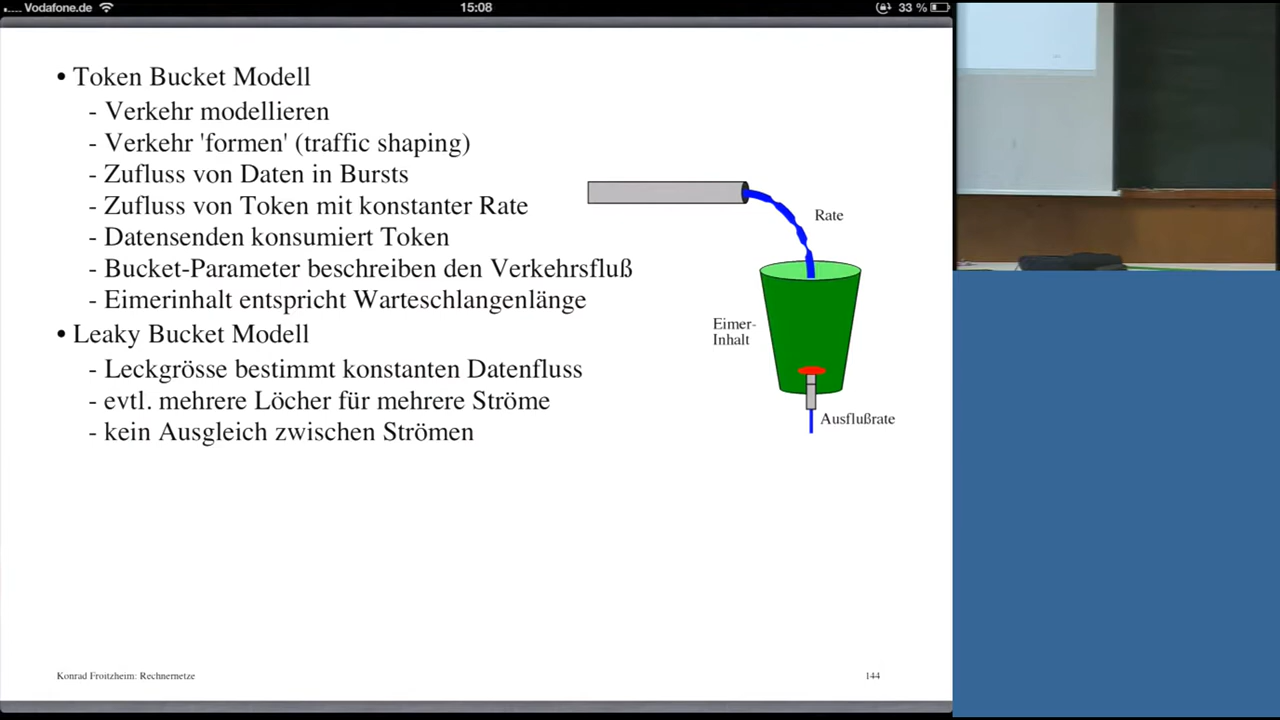 ..... Vodafone.de
15:08
33 %
• Token Bucket Modell
- Verkehr modellieren
- Verkehr 'formen' (traffic shaping)
- Zufluss von Daten in Bursts
- Zufluss von Token mit konstanter Rate
- Datensenden konsumiert Token
- Bucket-Parameter beschreiben den Verkehrsfluß
- Eimerinhalt entspricht Warteschlangenlänge
• Leaky Bucket Modell
- Leckgrösse bestimmt konstanten Datenfluss
- evtl. mehrere Löcher für mehrere Ströme
- kein Ausgleich zwischen Strömen
Rate
Eimer-
Inhalt
Ausflußrate
Konrad Froitzheim: Rechnernetze
144